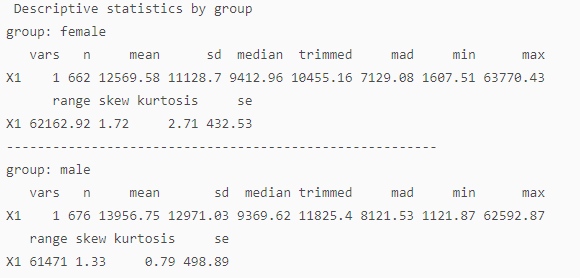 Descriptive statistics by group
group: female
vars n mean sd median trimmed mad min max
X1 1 662 12569.58 11128.7 9412.96 10455.16 7129.08 1607.51 63770.43
range skew kurtosis se
X1 62162.92 1.72 2.71 432.53
-------------------------------------------------------
group: male
vars n mean sd median trimmed mad min max
X1 1 676 13956.75 12971.03 9369.62 11825.4 8121.53 1121.87 62592.87
range skew kurtosis se
X1 61471 1.33 0.79 498.89